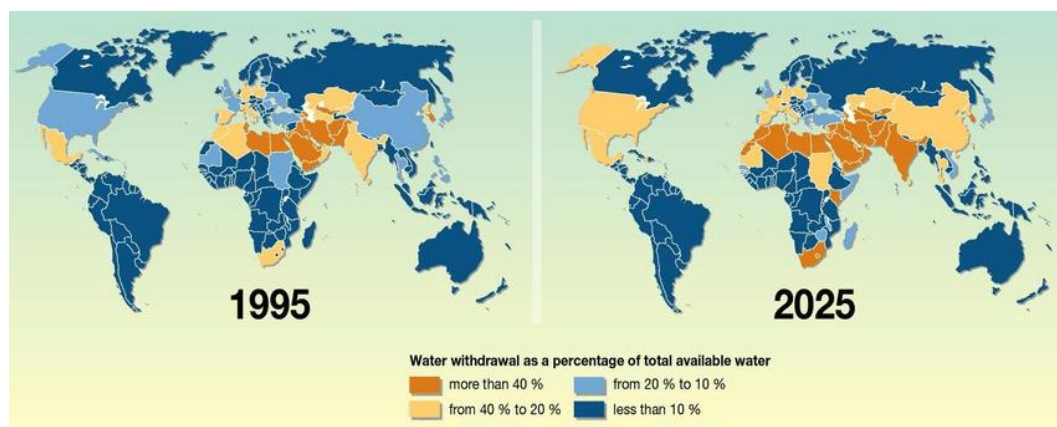 1995
2025
Water withdrawal as a percentage of total available water
more than 40 %
from 20 % to 10 %
from 40 % to 20 %
less than 10 %